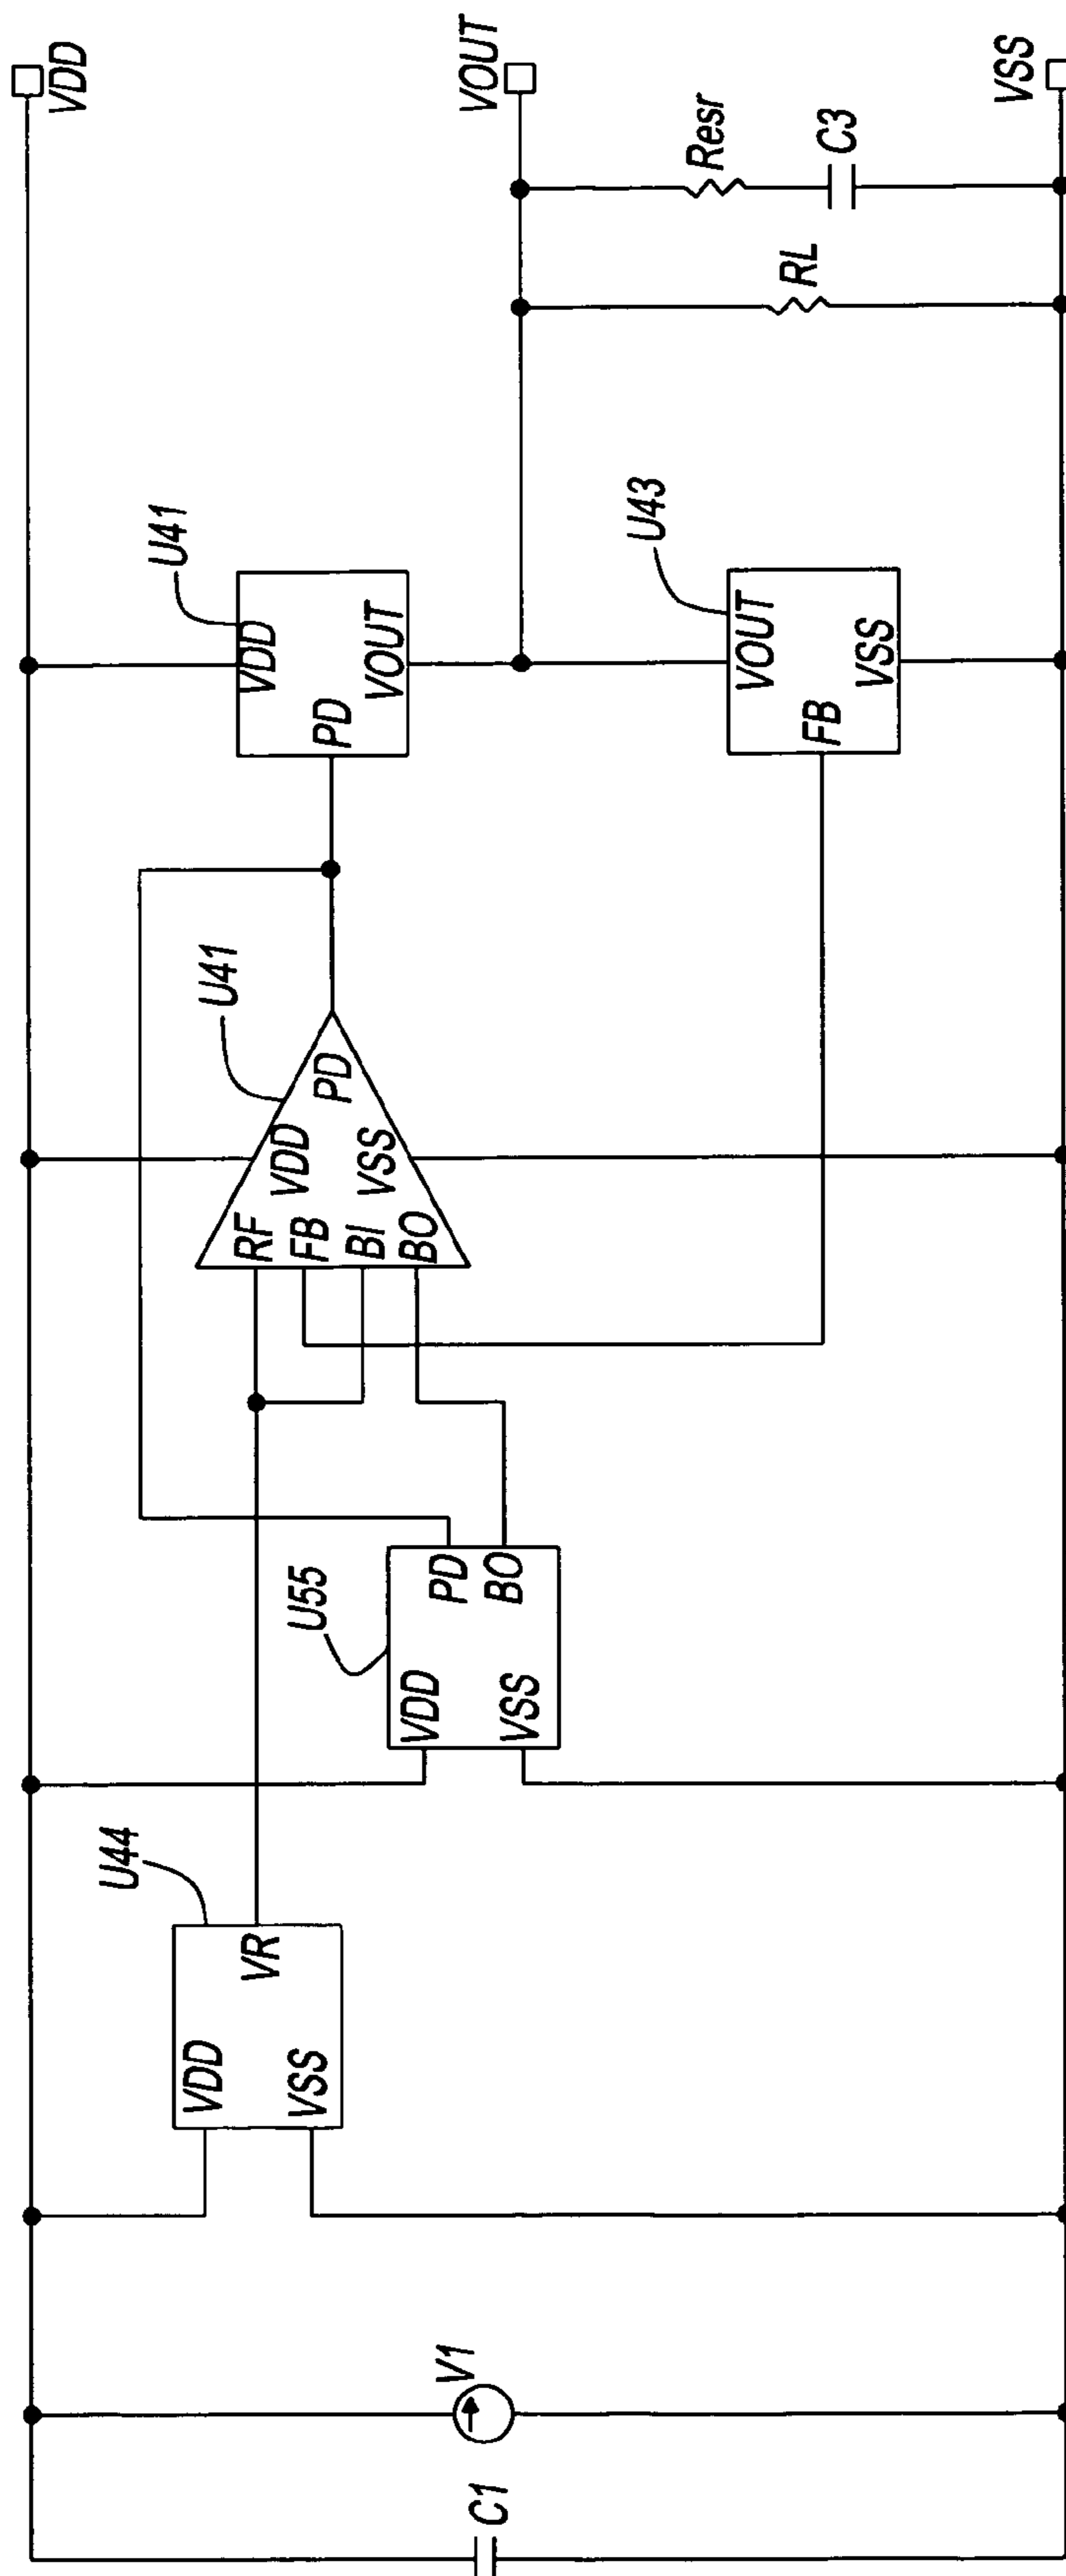 VDD
VOUT
VSS
Resr
C3
RL
U41
VDD
PD
VOUT
U43
VOUT
FB
VSS
U41
RF
VDD
FB
PD
BI
VSS
BO
U55
VDD
PD
VSS
BO
U44
VDD
VR
VSS
V1
C1